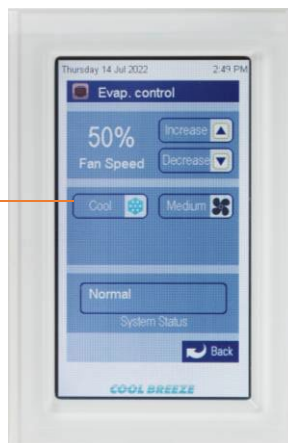 Thursday 14 Jul 2022 2:49 PM
Evap. control
50%
Fan Speed
Increase
Decrease
Cool
Medium
Normal
System Status
Back
COOL BREEZE